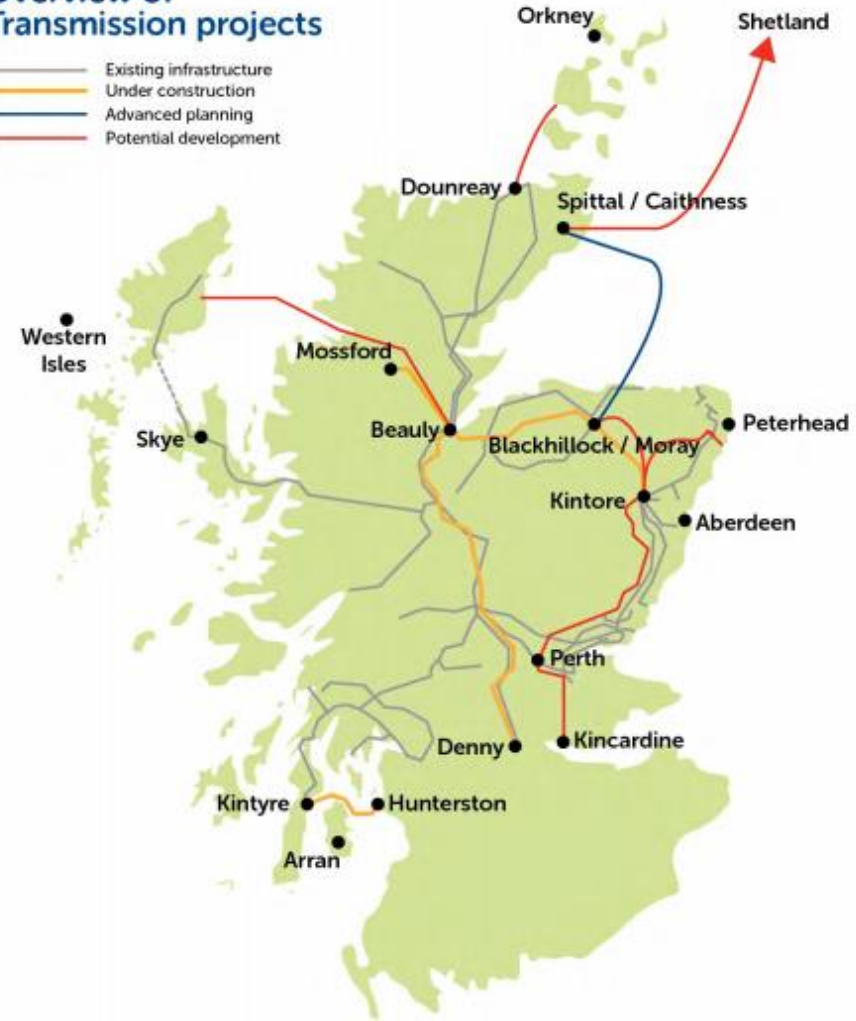 Transmission projects
Existing infrastructure
Under construction
Advanced planning
Potential development
Orkney
Shetland
Dounreay
Spittal / Caithness
Western
Isles
Mossford
Skye
Beauly
Blackhillock / Moray
Peterhead
Kintore
Aberdeen
Perth
Denny
Kincardine
Kintyre
Hunterston
Arran